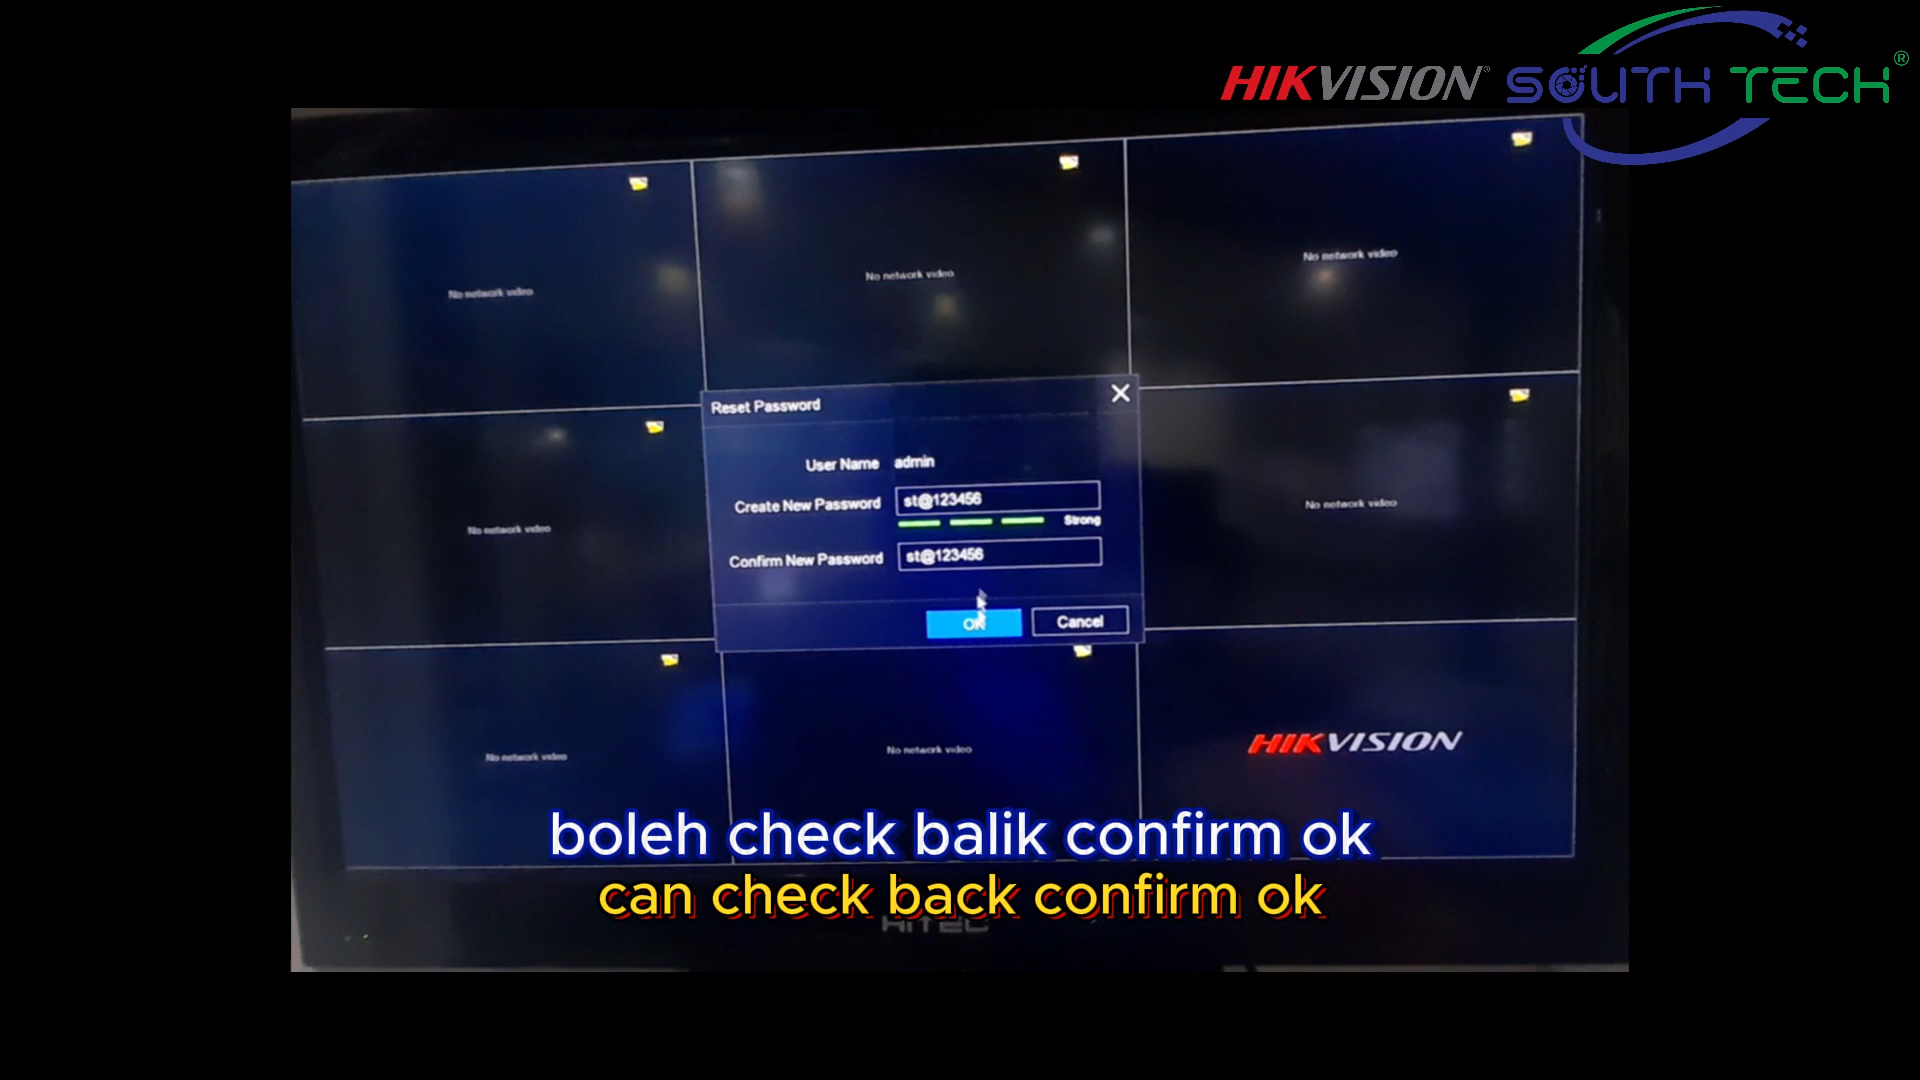 HIKVISION®
SOUTH TECH®
No network video
No network video
No network video
Reset Password
User Name admin
Create New Password st@123456
Strong
Confirm New Password st@123456
OK Cancel
No network video
No network video
No network video
No network video
HIKVISION
boleh check balik confirm ok
can check back confirm ok